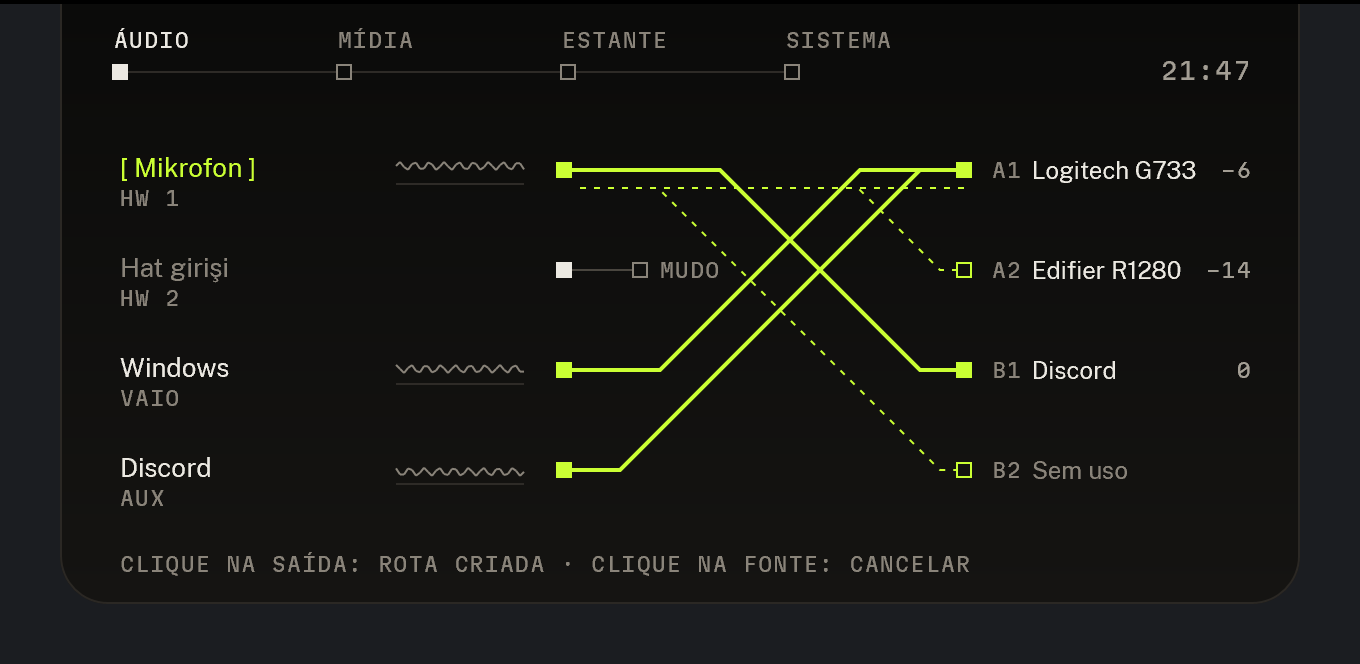 ÁUDIO MÍDIA ESTANTE SISTEMA
21:47
[ Mikrofon ] A1 Logitech G733 −6
HW 1
Hat girişi MUDO A2 Edifier R1280 −14
HW 2
Windows B1 Discord 0
VAIO
Discord B2 Sem uso
AUX
CLIQUE NA SAÍDA: ROTA CRIADA · CLIQUE NA FONTE: CANCELAR